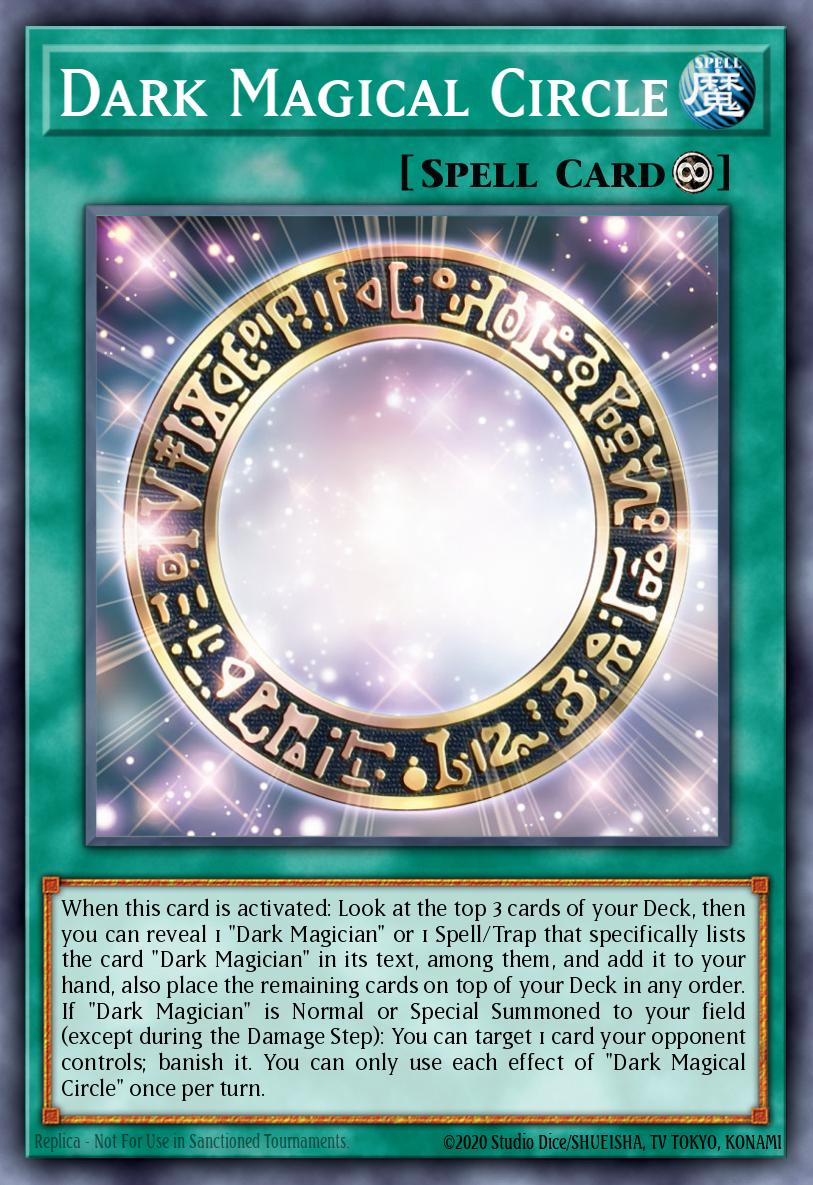 DARK MAGICAL CIRCLE
SPELL
魔
[SPELL CARD]
When this card is activated: Look at the top 3 cards of your Deck, then
you can reveal 1 "Dark Magician" or 1 Spell/Trap that specifically lists
the card "Dark Magician" in its text, among them, and add it to your
hand, also place the remaining cards on top of your Deck in any order.
If "Dark Magician" is Normal or Special Summoned to your field
(except during the Damage Step): You can target 1 card your opponent
controls; banish it. You can only use each effect of "Dark Magical
Circle" once per turn.
Replica - Not For Use in Sanctioned Tournaments.
©2020 Studio Dice/SHUEISHA, TV TOKYO, KONAMI